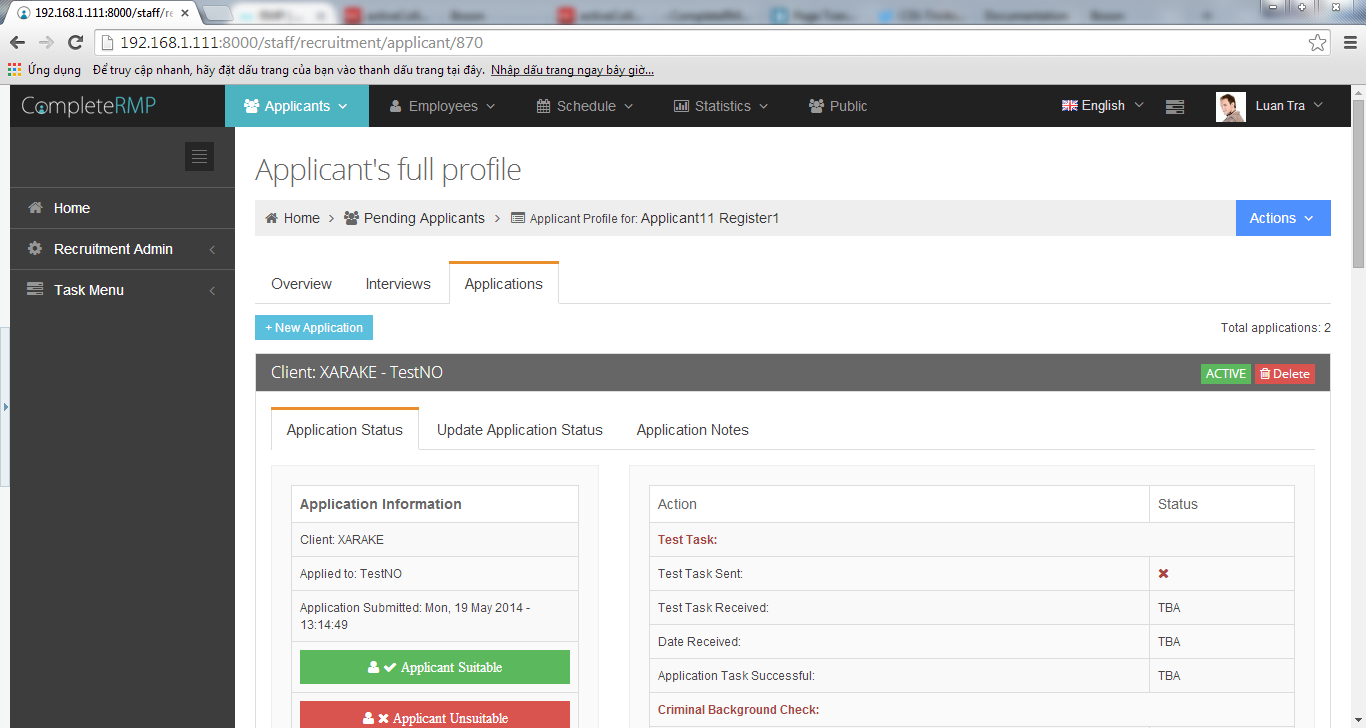 192.168.1.111:8000/staff/re
192.168.1.111:8000/staff/recruitment/applicant/870
Ứng dụng Để truy cập nhanh, hãy đặt dấu trang của bạn vào thanh dấu trang tại đây. Nhập dấu trang ngay bây giờ...
CompleteRMP Applicants Employees Schedule Statistics Public English Luan Tra
Applicant's full profile
Home
Recruitment Admin
Task Menu
Home > Pending Applicants > Applicant Profile for: Applicant11 Register1 Actions
Overview Interviews Applications
+ New Application Total applications: 2
Client: XARAKE - TestNO ACTIVE Delete
Application Status Update Application Status Application Notes
Application Information
Client: XARAKE
Applied to: TestNO
Application Submitted: Mon, 19 May 2014 -
13:14:49
Applicant Suitable
Applicant Unsuitable
Action Status
Test Task:
Test Task Sent:
Test Task Received: TBA
Date Received: TBA
Application Task Successful: TBA
Criminal Background Check: